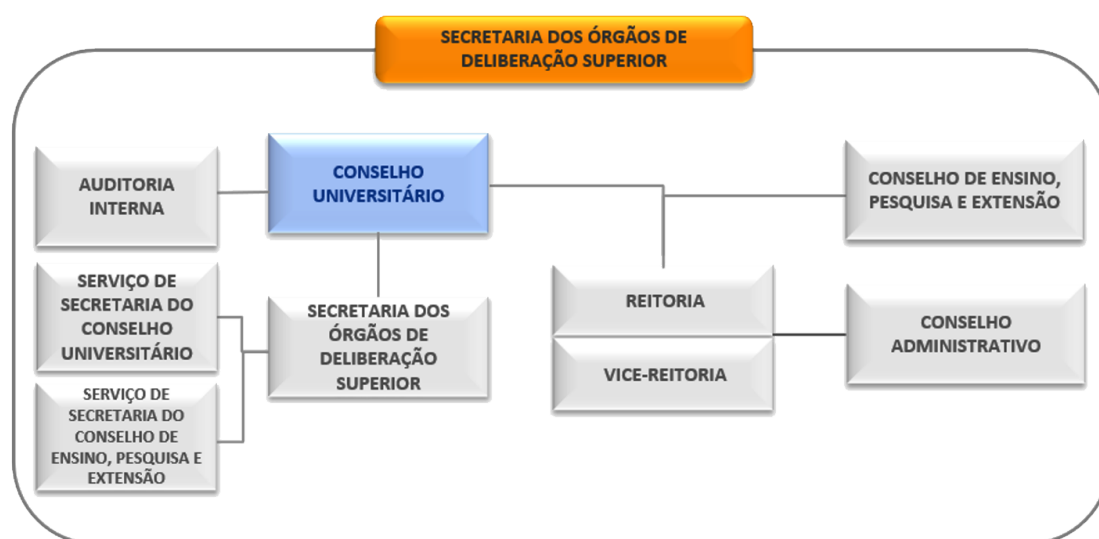 SECRETARIA DOS ÓRGÃOS DE
DELIBERAÇÃO SUPERIOR
AUDITORIA
INTERNA
CONSELHO
UNIVERSITÁRIO
CONSELHO DE ENSINO,
PESQUISA E EXTENSÃO
SERVIÇO DE
SECRETARIA DO
CONSELHO
UNIVERSITÁRIO
SECRETARIA DOS
ÓRGÃOS DE
DELIBERAÇÃO
SUPERIOR
REITORIA
VICE-REITORIA
CONSELHO
ADMINISTRATIVO
SERVIÇO DE
SECRETARIA DO
CONSELHO DE
ENSINO, PESQUISA E
EXTENSÃO